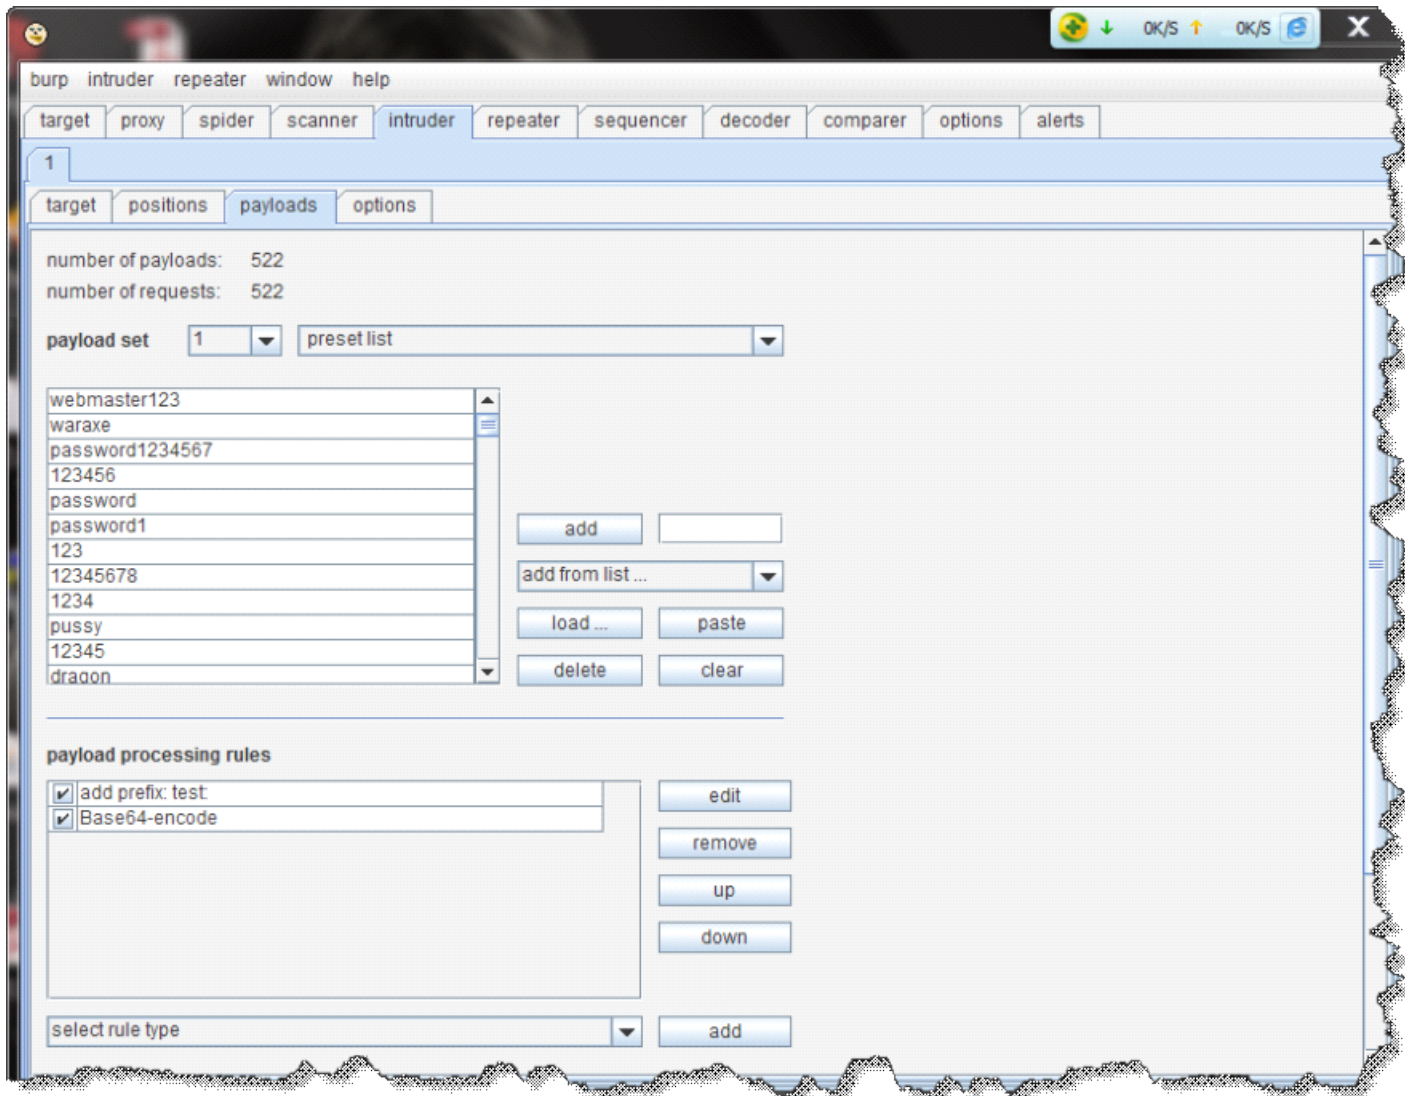 0K/S 0K/S X
burp intruder repeater window help
target proxy spider scanner intruder repeater sequencer decoder comparer options alerts
1
target positions payloads options
number of payloads: 522
number of requests: 522
payload set 1 preset list
webmaster123
waraxe
password1234567
123456
password
password1
123
12345678
1234
pussy
12345
dragon
add
add from list ...
load ... paste
delete clear
payload processing rules
add prefix: test:
Base64-encode
edit
remove
up
down
select rule type add